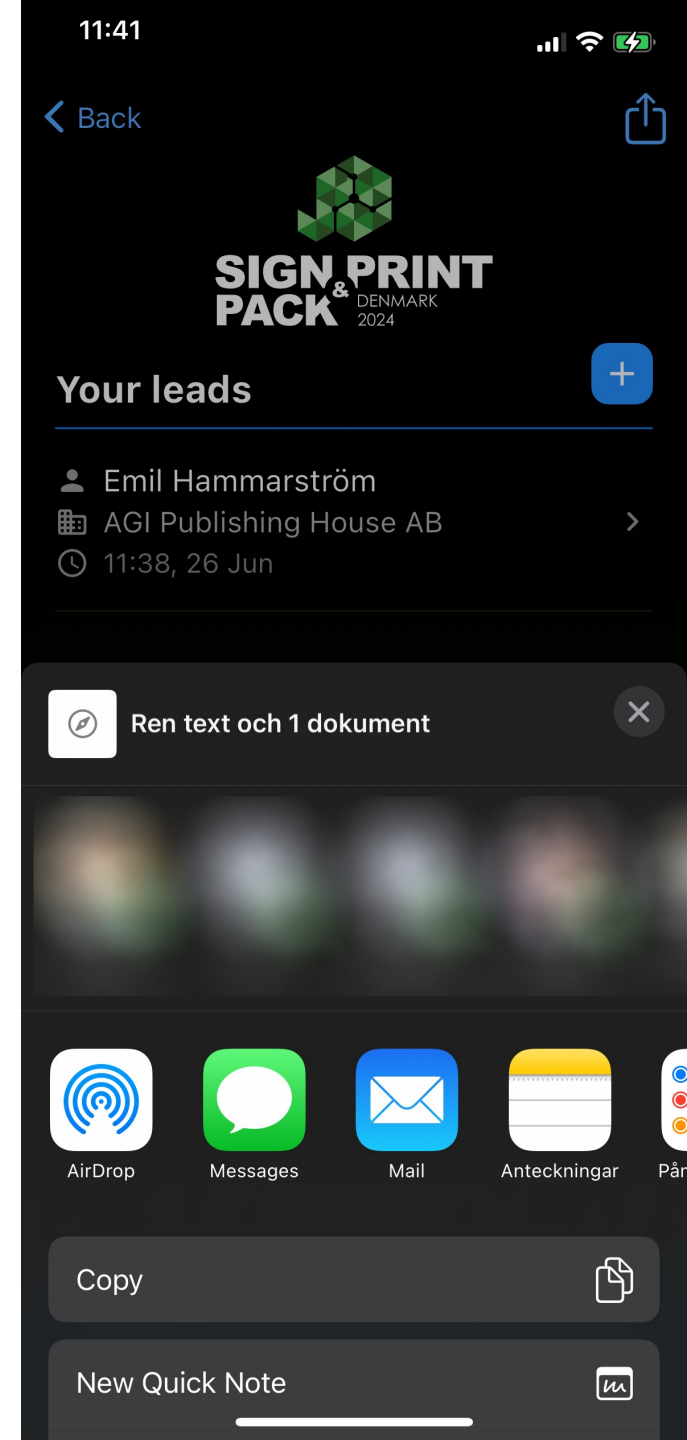 11:41
Back
SIGN & PRINT
PACK DENMARK
2024
Your leads
Emil Hammarström
AGI Publishing House AB
11:38, 26 Jun
Ren text och 1 dokument
AirDrop
Messages
Mail
Anteckningar
Copy
New Quick Note